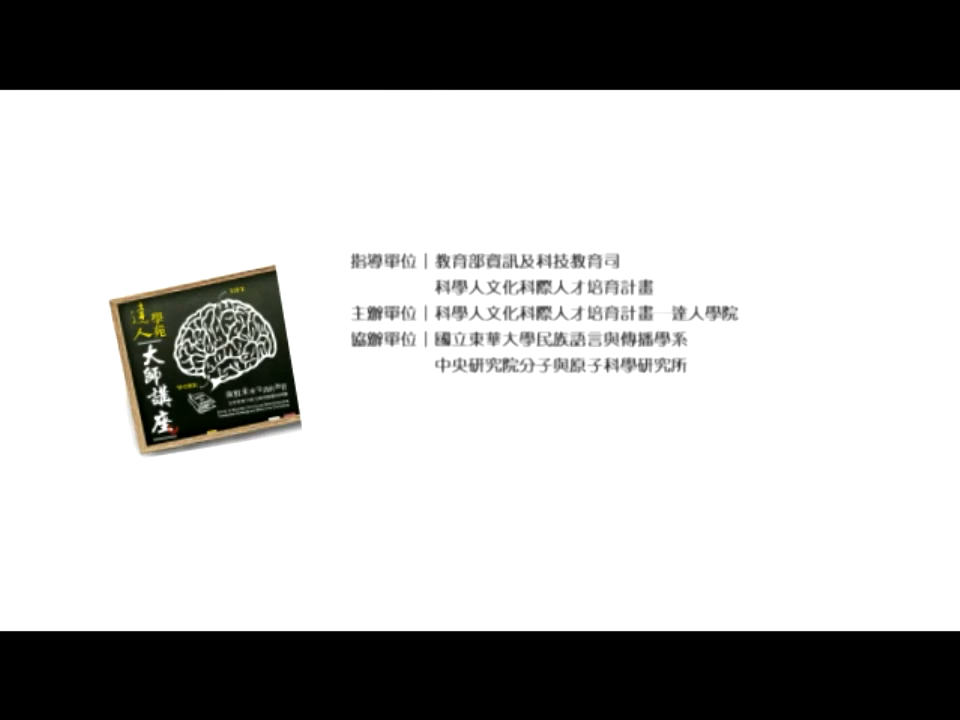 達人
學苑
大師講座
指導單位｜教育部資訊及科技教育司
科學人文化科際人才培育計畫
主辦單位｜科學人文化科際人才培育計畫─達人學院
協辦單位｜國立東華大學民族語言與傳播學系
中央研究院分子與原子科學研究所